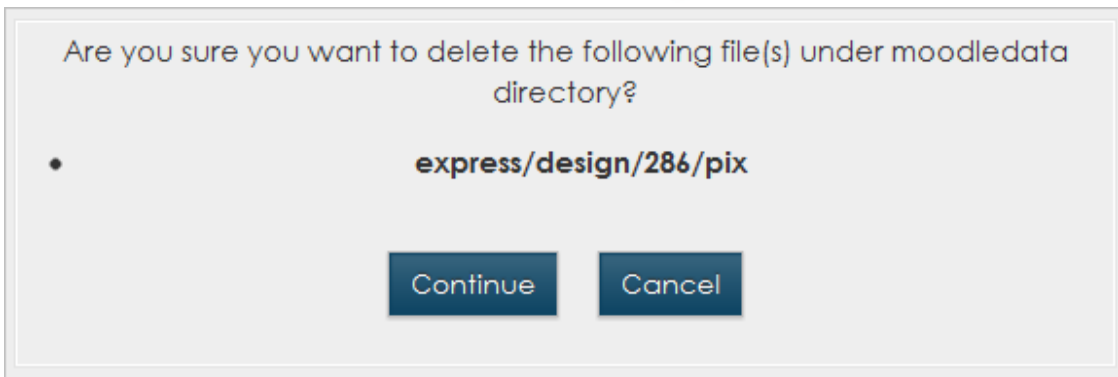 Are you sure you want to delete the following file(s) under moodledata
directory?
• express/design/286/pix
Continue Cancel